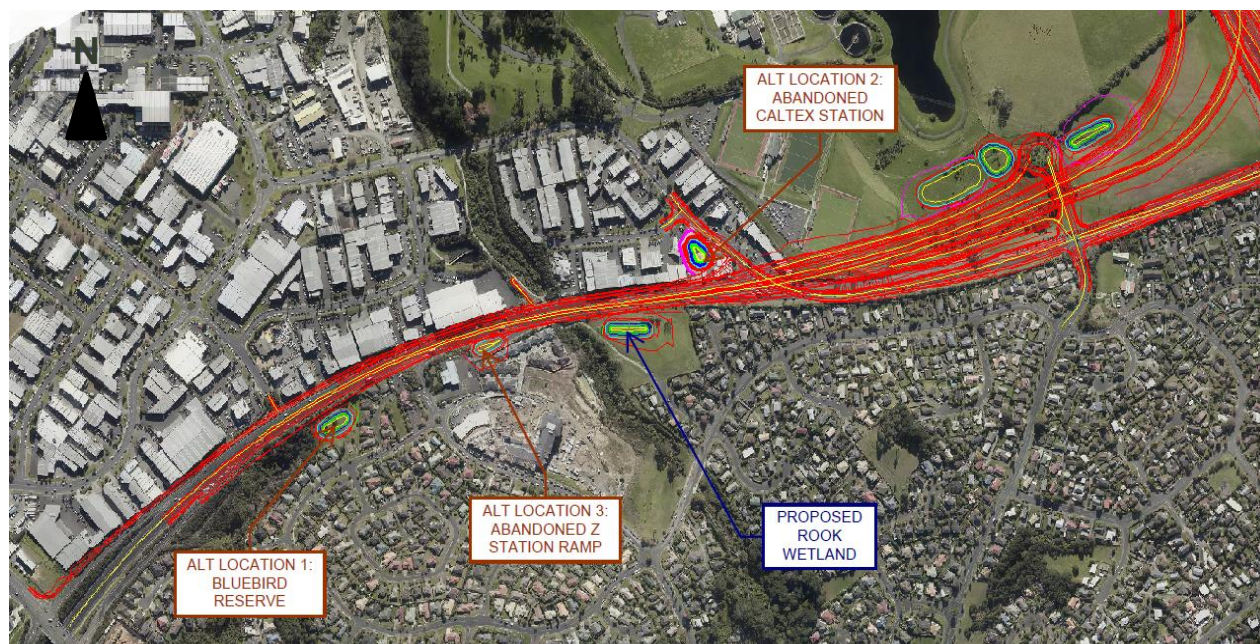 N
ALT LOCATION 2:
ABANDONED
CALTEX STATION
ALT LOCATION 3:
ABANDONED Z
STATION RAMP
PROPOSED
ROOK
WETLAND
ALT LOCATION 1:
BLUEBIRD
RESERVE